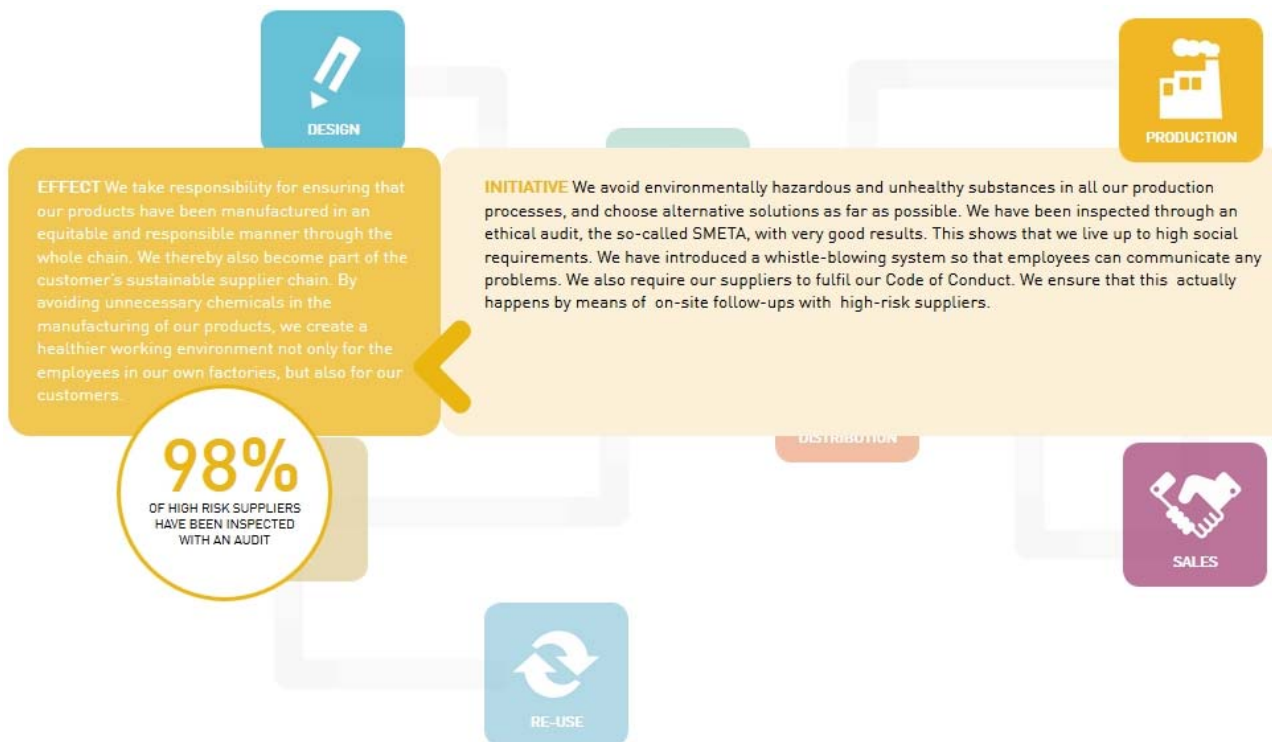 DESIGN
PRODUCTION
EFFECT We take responsibility for ensuring that
our products have been manufactured in an
equitable and responsible manner through the
whole chain. We thereby also become part of the
customer's sustainable supplier chain. By
avoiding unnecessary chemicals in the
manufacturing of our products, we create a
healthier working environment not only for the
employees in our own factories, but also for our
customers.
INITIATIVE We avoid environmentally hazardous and unhealthy substances in all our production
processes, and choose alternative solutions as far as possible. We have been inspected through an
ethical audit, the so-called SMETA, with very good results. This shows that we live up to high social
requirements. We have introduced a whistle-blowing system so that employees can communicate any
problems. We also require our suppliers to fulfil our Code of Conduct. We ensure that this actually
happens by means of on-site follow-ups with high-risk suppliers.
DISTRIBUTION
98%
OF HIGH RISK SUPPLIERS
HAVE BEEN INSPECTED
WITH AN AUDIT
SALES
RE-USE